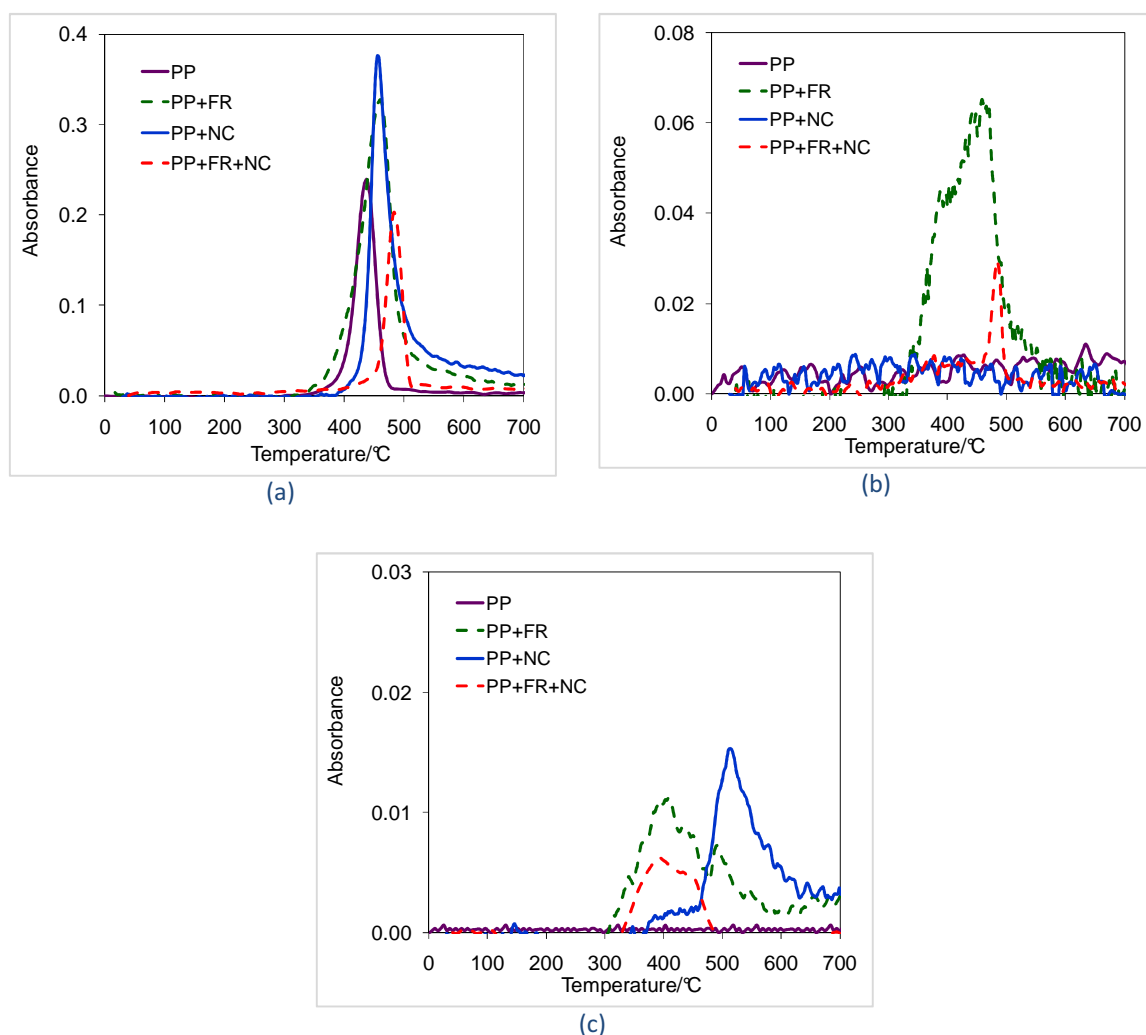 0.4
0.3
0.2
0.1
0.0
Absorbance
PP
PP+FR
PP+NC
PP+FR+NC
0 100 200 300 400 500 600 700
Temperature/°C
(a)
0.08
0.06
0.04
0.02
0.00
Absorbance
PP
PP+FR
PP+NC
PP+FR+NC
0 100 200 300 400 500 600 700
Temperature/°C
(b)
0.03
0.02
0.01
0.00
Absorbance
PP
PP+FR
PP+NC
PP+FR+NC
0 100 200 300 400 500 600 700
Temperature/°C
(c)